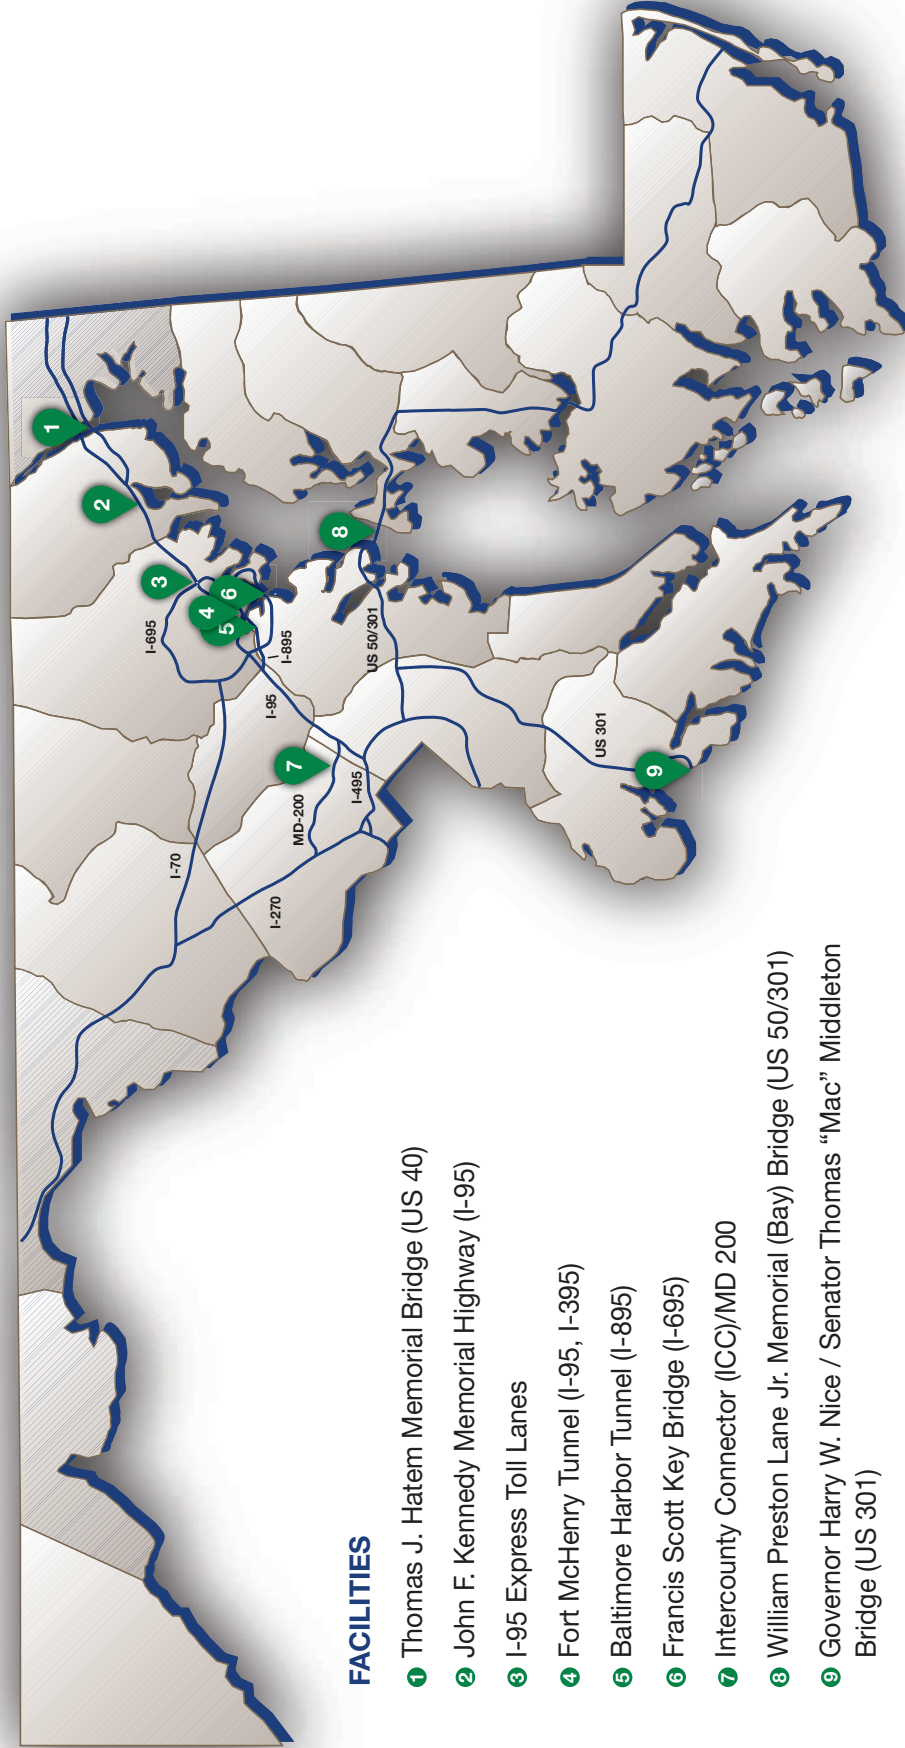 1
2
3
4
5
6
7
8
9
I-695
I-895
I-95
US 50/301
MD-200
I-495
I-70
I-270
US 301
FACILITIES
1 Thomas J. Hatem Memorial Bridge (US 40)
2 John F. Kennedy Memorial Highway (I-95)
3 I-95 Express Toll Lanes
4 Fort McHenry Tunnel (I-95, I-395)
5 Baltimore Harbor Tunnel (I-895)
6 Francis Scott Key Bridge (I-695)
7 Intercounty Connector (ICC)/MD 200
8 William Preston Lane Jr. Memorial (Bay) Bridge (US 50/301)
9 Governor Harry W. Nice / Senator Thomas “Mac” Middleton
Bridge (US 301)